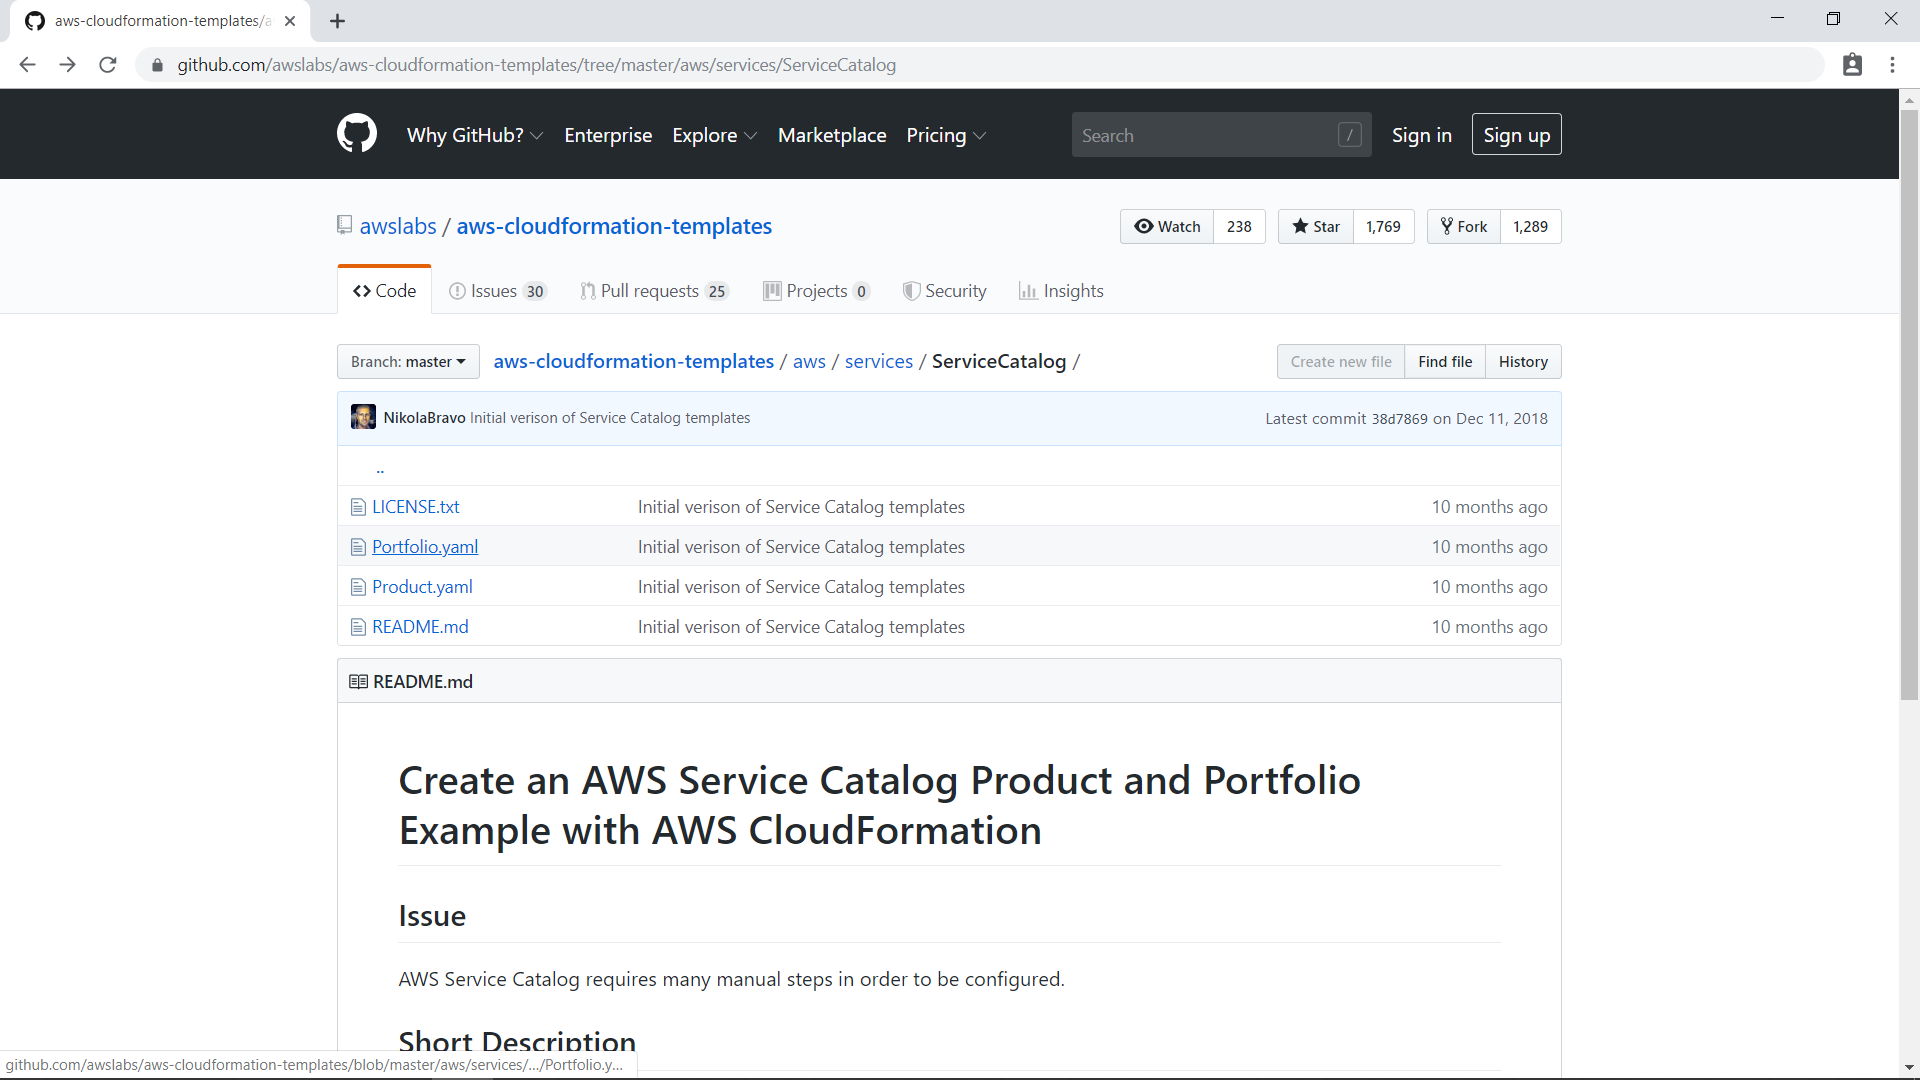 aws-cloudformation-templates/a
github.com/awslabs/aws-cloudformation-templates/tree/master/aws/services/ServiceCatalog
Why GitHub? Enterprise Explore Marketplace Pricing Search / Sign in Sign up
awslabs / aws-cloudformation-templates Watch 238 Star 1,769 Fork 1,289
Code Issues 30 Pull requests 25 Projects 0 Security Insights
Branch: master aws-cloudformation-templates / aws / services / ServiceCatalog / Create new file Find file History
NikolaBravo Initial verison of Service Catalog templates Latest commit 38d7869 on Dec 11, 2018
..
LICENSE.txt Initial verison of Service Catalog templates 10 months ago
Portfolio.yaml Initial verison of Service Catalog templates 10 months ago
Product.yaml Initial verison of Service Catalog templates 10 months ago
README.md Initial verison of Service Catalog templates 10 months ago
README.md
Create an AWS Service Catalog Product and Portfolio
Example with AWS CloudFormation
Issue
AWS Service Catalog requires many manual steps in order to be configured.
Short Description
github.com/awslabs/aws-cloudformation-templates/blob/master/aws/services/.../Portfolio.y...